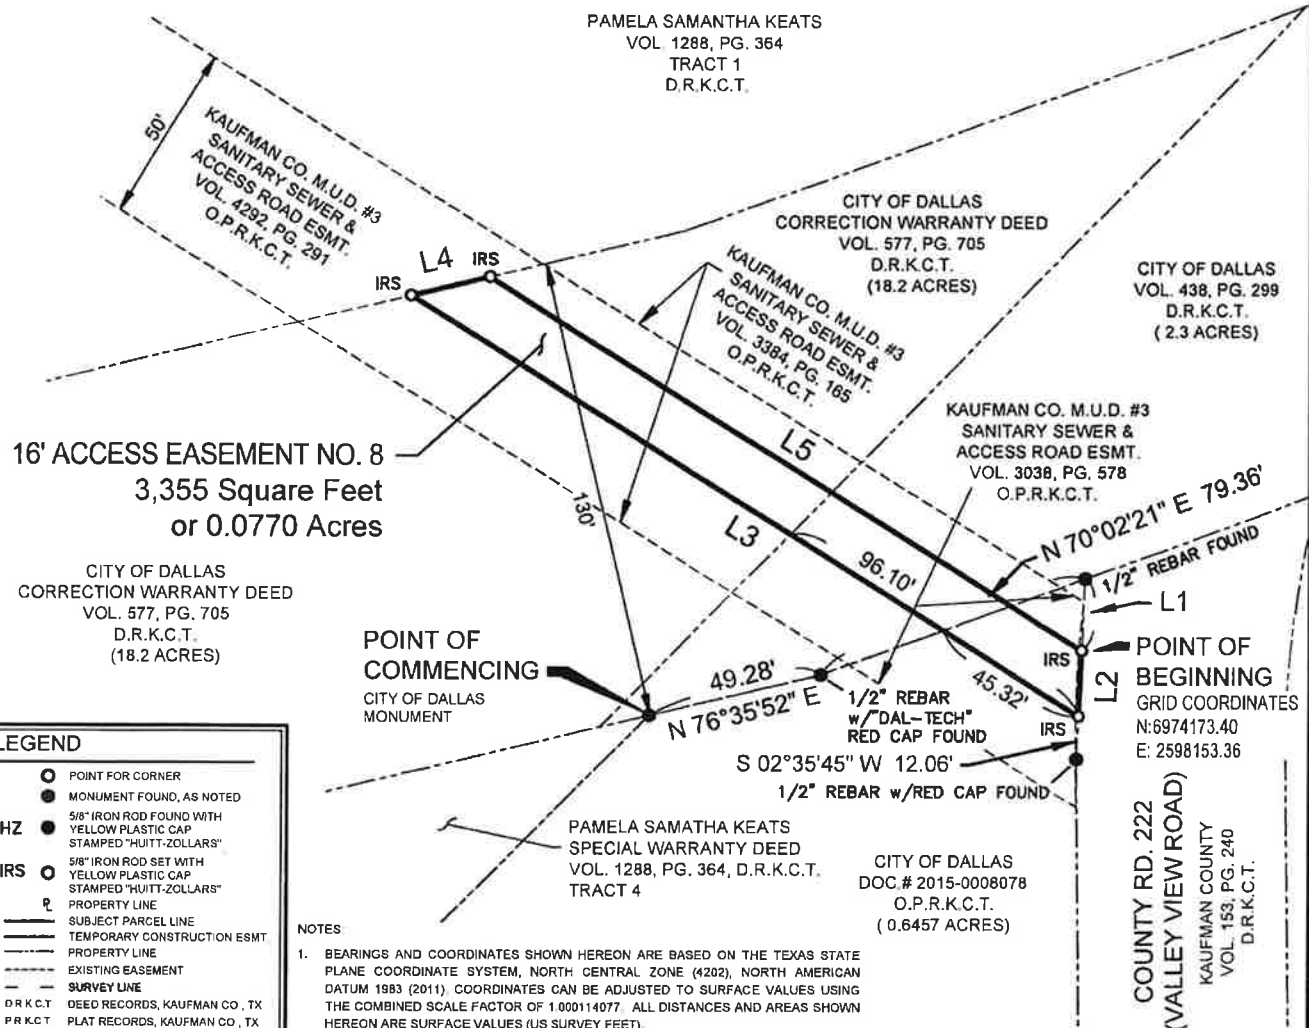 PAMELA SAMANTHA KEATS
VOL. 1288, PG. 364
TRACT 1
D.R.K.C.T.
50'
KAUFMAN CO. M.U.D. #3
SANITARY SEWER &
ACCESS ROAD ESMT.
VOL. 4292, PG. 291
O.P.R.K.C.T.
CITY OF DALLAS
CORRECTION WARRANTY DEED
VOL. 577, PG. 705
D.R.K.C.T.
(18.2 ACRES)
CITY OF DALLAS
VOL. 438, PG. 299
D.R.K.C.T.
( 2.3 ACRES)
L4
IRS
IRS
KAUFMAN CO. M.U.D. #3
SANITARY SEWER &
ACCESS ROAD ESMT.
VOL. 3384, PG. 165
O.P.R.K.C.T.
KAUFMAN CO. M.U.D. #3
SANITARY SEWER &
ACCESS ROAD ESMT.
VOL. 3038, PG. 578
O.P.R.K.C.T.
16' ACCESS EASEMENT NO. 8
3,355 Square Feet
or 0.0770 Acres
L5
130'
L3
96.10'
N 70°02'21" E 79.36'
1/2" REBAR FOUND
L1
CITY OF DALLAS
CORRECTION WARRANTY DEED
VOL. 577, PG. 705
D.R.K.C.T.
(18.2 ACRES)
POINT OF
COMMENCING
CITY OF DALLAS
MONUMENT
49.28'
N 76°35'52" E
1/2" REBAR
w/"DAL-TECH"
RED CAP FOUND
45.32'
IRS
L2
IRS
POINT OF
BEGINNING
GRID COORDINATES
N:6974173.40
E: 2598153.36
S 02°35'45" W 12.06'
1/2" REBAR w/RED CAP FOUND
PAMELA SAMATHA KEATS
SPECIAL WARRANTY DEED
VOL. 1288, PG. 364, D.R.K.C.T.
TRACT 4
CITY OF DALLAS
DOC.# 2015-0008078
O.P.R.K.C.T.
( 0.6457 ACRES)
COUNTY RD. 222
(VALLEY VIEW ROAD)
KAUFMAN COUNTY
VOL. 153, PG. 240
D.R.K.C.T.
LEGEND
POINT FOR CORNER
MONUMENT FOUND, AS NOTED
HZ 5/8" IRON ROD FOUND WITH
YELLOW PLASTIC CAP
STAMPED "HUITT-ZOLLARS"
IRS 5/8" IRON ROD SET WITH
YELLOW PLASTIC CAP
STAMPED "HUITT-ZOLLARS"
PROPERTY LINE
SUBJECT PARCEL LINE
TEMPORARY CONSTRUCTION ESMT
PROPERTY LINE
EXISTING EASEMENT
SURVEY LINE
D R K C.T DEED RECORDS, KAUFMAN CO , TX
P R K C T PLAT RECORDS, KAUFMAN CO , TX
NOTES:
1. BEARINGS AND COORDINATES SHOWN HEREON ARE BASED ON THE TEXAS STATE
PLANE COORDINATE SYSTEM, NORTH CENTRAL ZONE (4202), NORTH AMERICAN
DATUM 1983 (2011) COORDINATES CAN BE ADJUSTED TO SURFACE VALUES USING
THE COMBINED SCALE FACTOR OF 1.000114077. ALL DISTANCES AND AREAS SHOWN
HEREON ARE SURFACE VALUES (US SURVEY FEET).